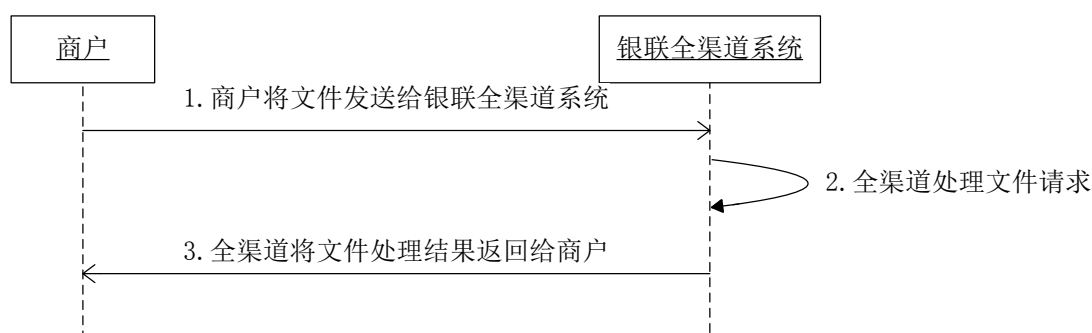 商户
银联全渠道系统
1.商户将文件发送给银联全渠道系统
2.全渠道处理文件请求
3.全渠道将文件处理结果返回给商户